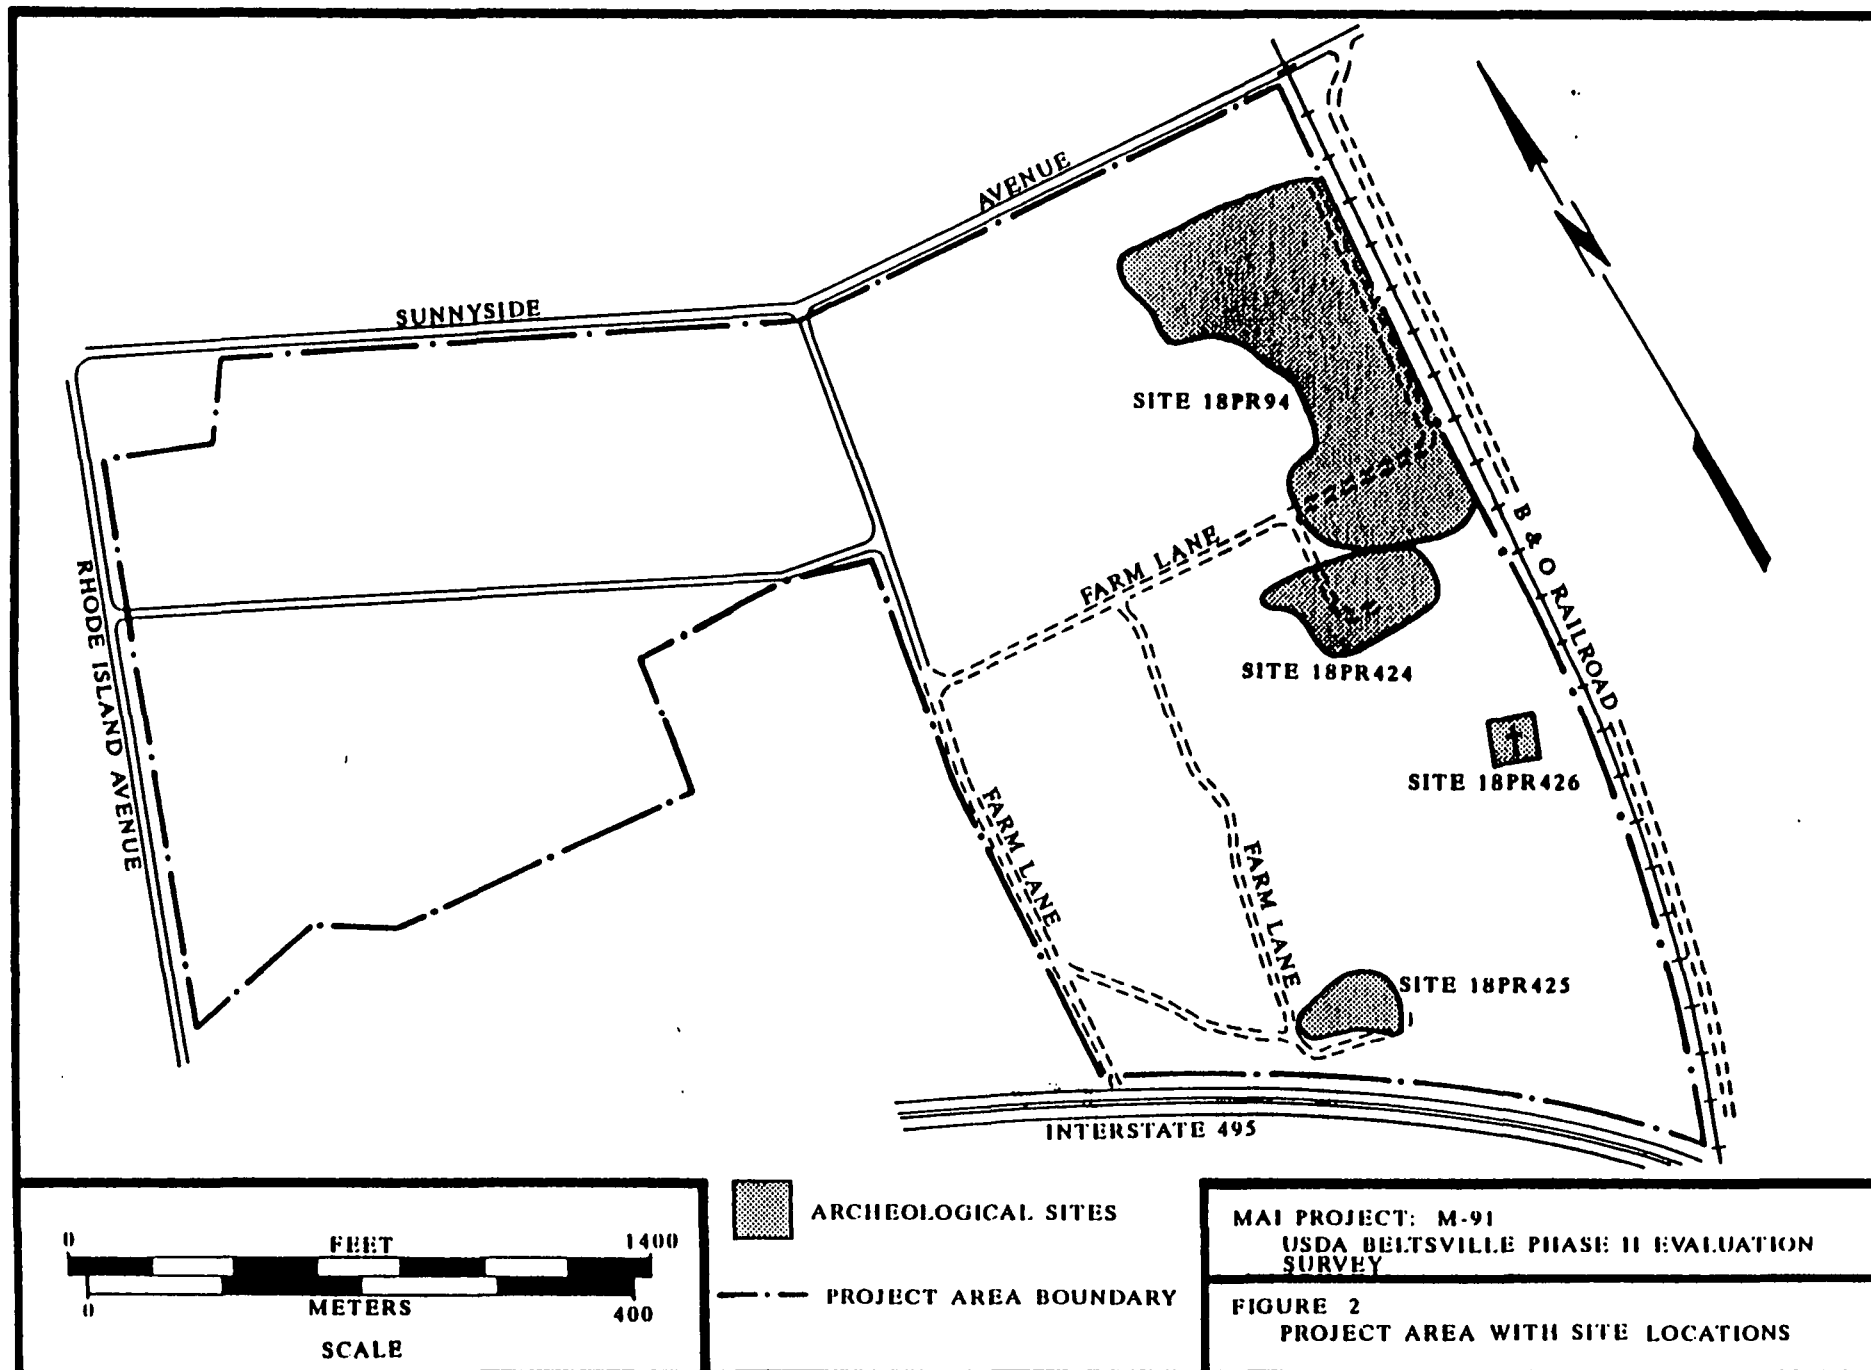 AVENUE
SUNNYSIDE
SITE 18PR94
B & O RAILROAD
FARM LANE
RHODE ISLAND AVENUE
SITE 18PR424
SITE 18PR426
FARM LANE
FARM LANE
SITE 18PR425
INTERSTATE 495
0 FEET 1400
0 METERS 400
SCALE
ARCHEOLOGICAL SITES
PROJECT AREA BOUNDARY
MAI PROJECT: M-91
USDA BELTSVILLE PHASE II EVALUATION
SURVEY
FIGURE 2
PROJECT AREA WITH SITE LOCATIONS
N